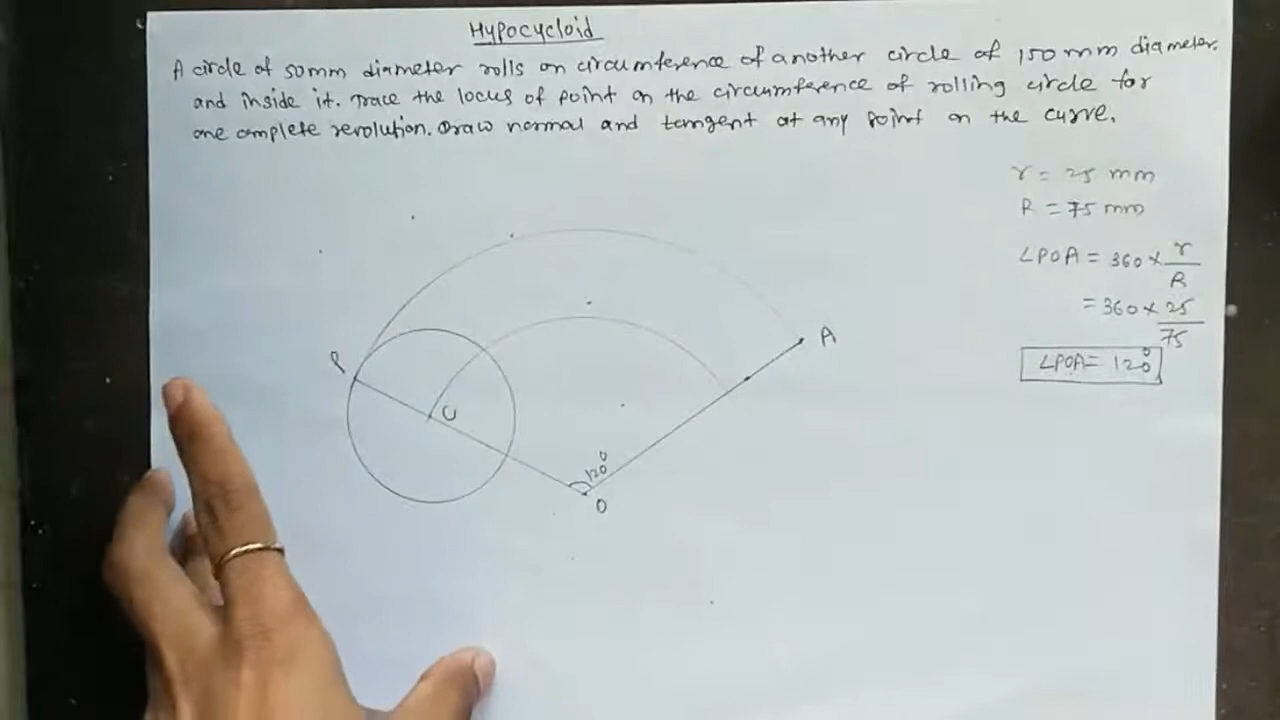 Hypocycloid
A circle of 50mm diameter rolls on circumference of another circle of 150 mm diameter.
and inside it. Trace the locus of point on the circumference of rolling circle for
one complete revolution. Draw normal and tangent at any point on the curve.
r = 25 mm
R = 75 mm
∠POA = 360 × r/R
= 360 × 25/75
∠POA = 120°
P
A
C
120°
O